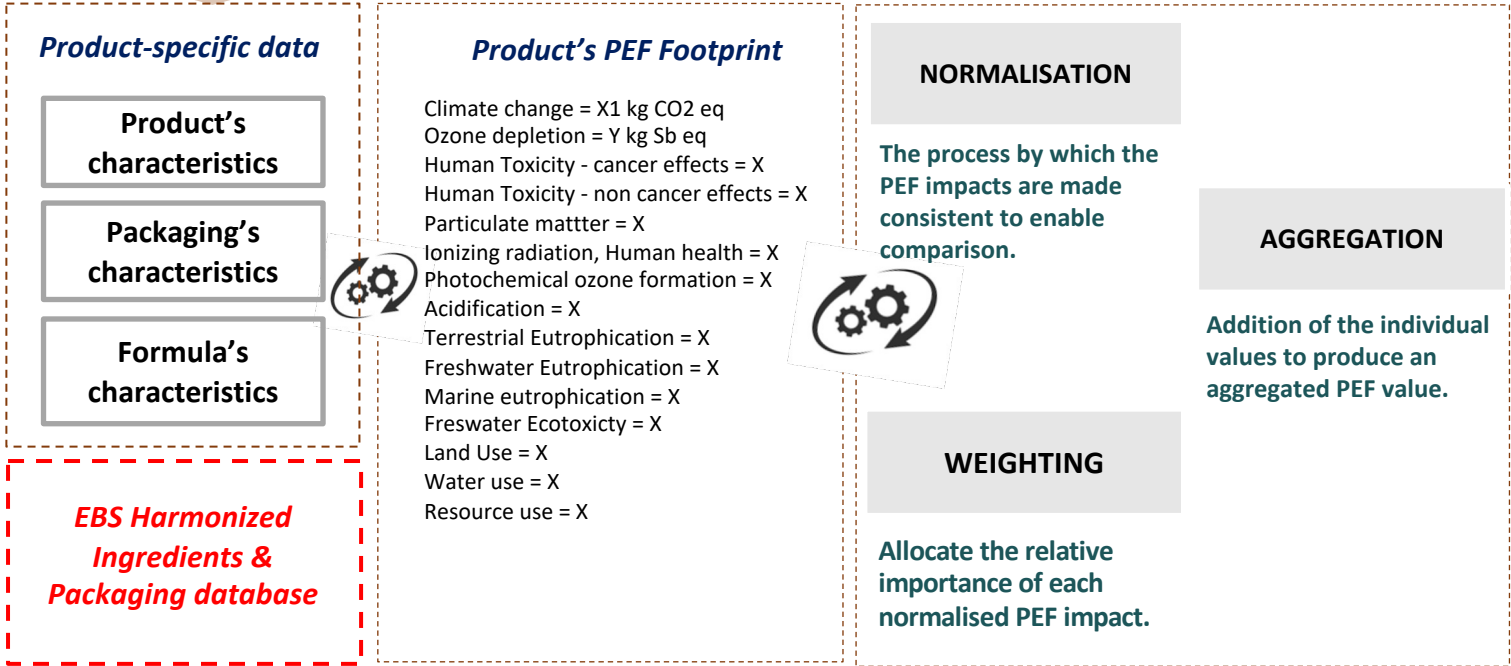 Product-specific data
Product's
characteristics
Packaging's
characteristics
Formula's
characteristics
EBS Harmonized
Ingredients &
Packaging database
Product's PEF Footprint
Climate change = X1 kg CO2 eq
Ozone depletion = Y kg Sb eq
Human Toxicity - cancer effects = X
Human Toxicity - non cancer effects = X
Particulate mattter = X
Ionizing radiation, Human health = X
Photochemical ozone formation = X
Acidification = X
Terrestrial Eutrophication = X
Freshwater Eutrophication = X
Marine eutrophication = X
Freswater Ecotoxicty = X
Land Use = X
Water use = X
Resource use = X
NORMALISATION
The process by which the
PEF impacts are made
consistent to enable
comparison.
WEIGHTING
Allocate the relative
importance of each
normalised PEF impact.
AGGREGATION
Addition of the individual
values to produce an
aggregated PEF value.